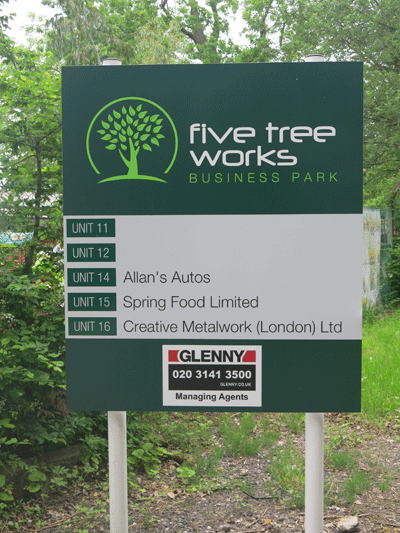 five tree
works
BUSINESS PARK
UNIT 11
UNIT 12
UNIT 14 Allan's Autos
UNIT 15 Spring Food Limited
UNIT 16 Creative Metalwork (London) Ltd
GLENNY
020 3141 3500
GLENNY.CO.UK
Managing Agents